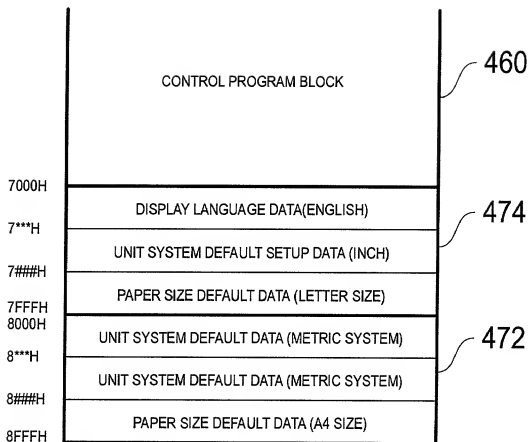 CONTROL PROGRAM BLOCK
460
7000H
DISPLAY LANGUAGE DATA(ENGLISH)
474
7***H
UNIT SYSTEM DEFAULT SETUP DATA (INCH)
7###H
PAPER SIZE DEFAULT DATA (LETTER SIZE)
7FFFH
8000H
UNIT SYSTEM DEFAULT DATA (METRIC SYSTEM)
472
8***H
UNIT SYSTEM DEFAULT DATA (METRIC SYSTEM)
8###H
PAPER SIZE DEFAULT DATA (A4 SIZE)
8FFFH